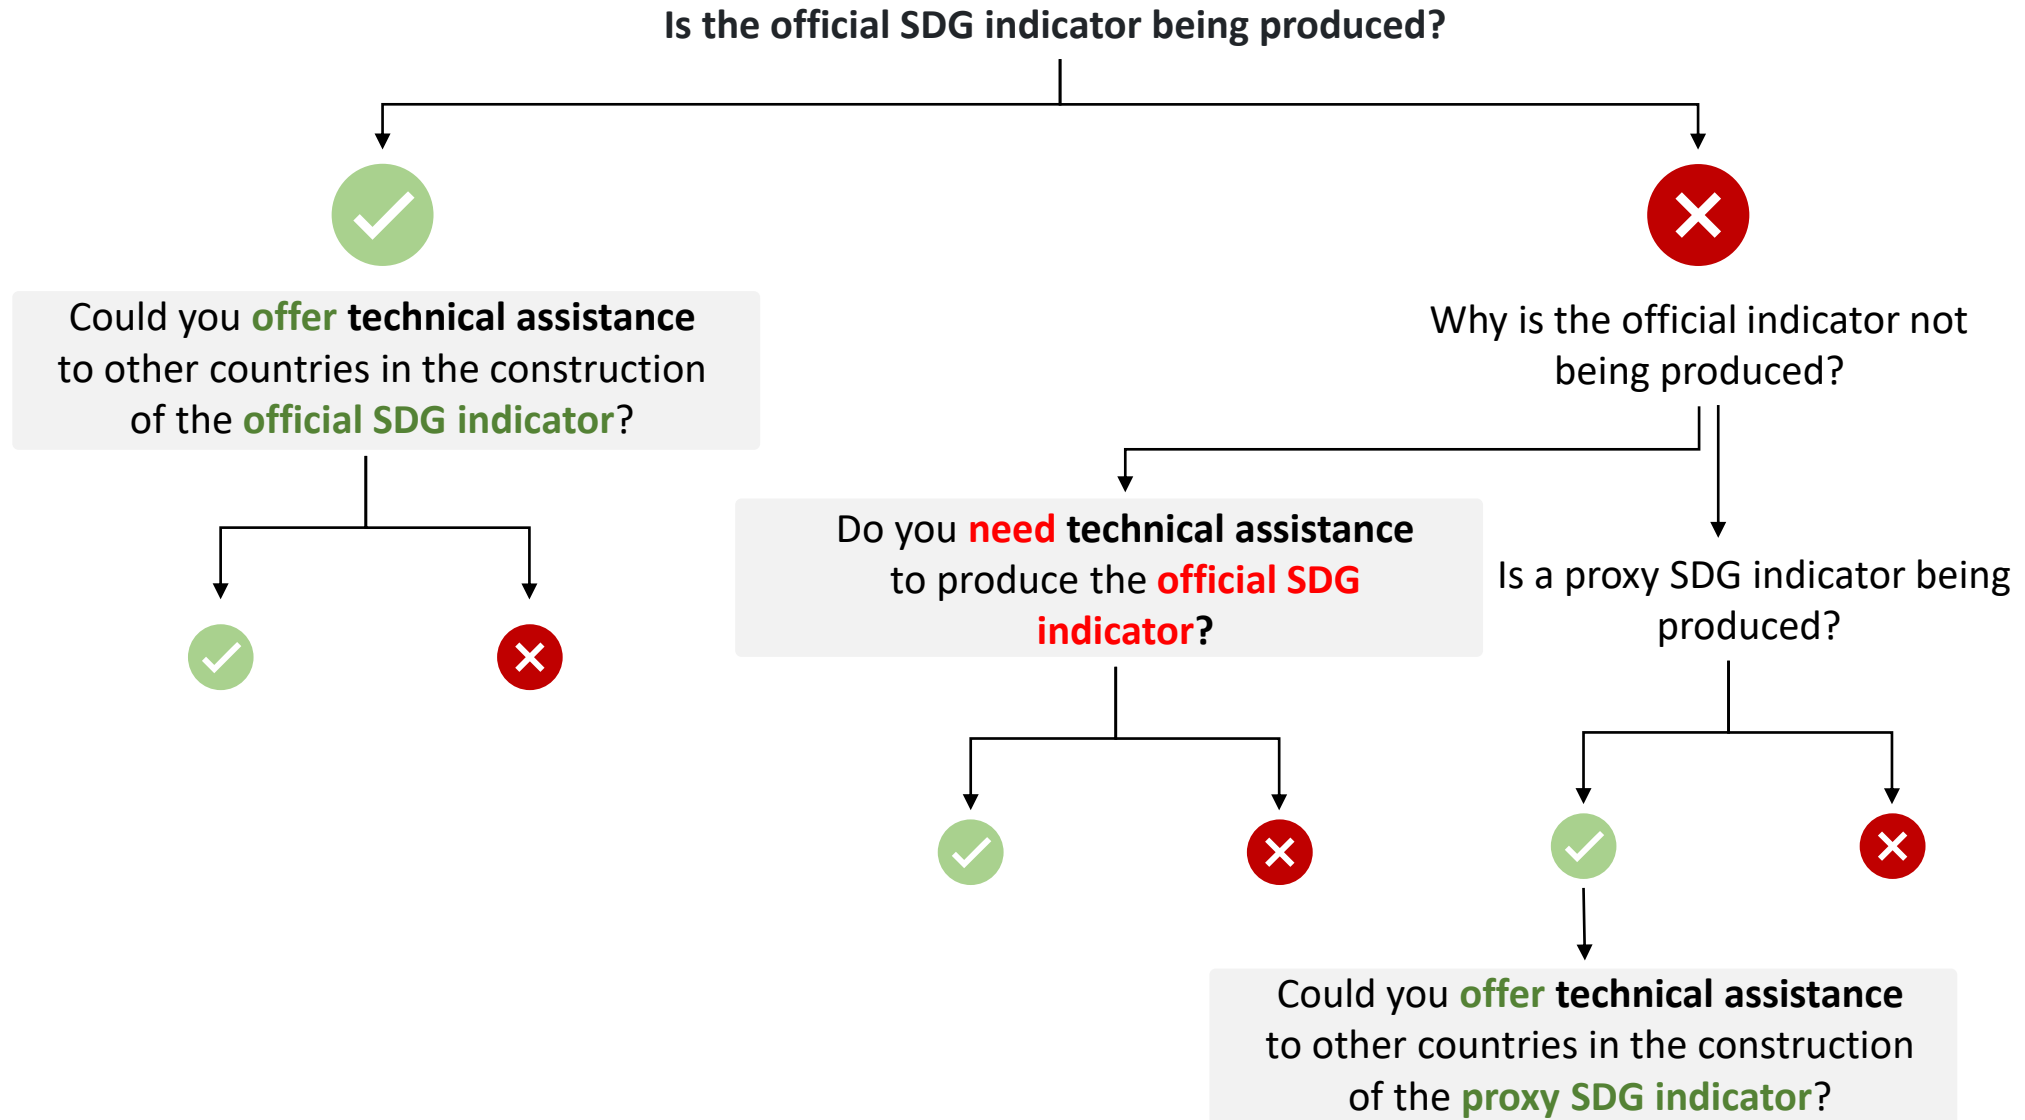 Is the official SDG indicator being produced?
Could you offer technical assistance
to other countries in the construction
of the official SDG indicator?
Why is the official indicator not
being produced?
Do you need technical assistance
to produce the official SDG
indicator?
Is a proxy SDG indicator being
produced?
Could you offer technical assistance
to other countries in the construction
of the proxy SDG indicator?